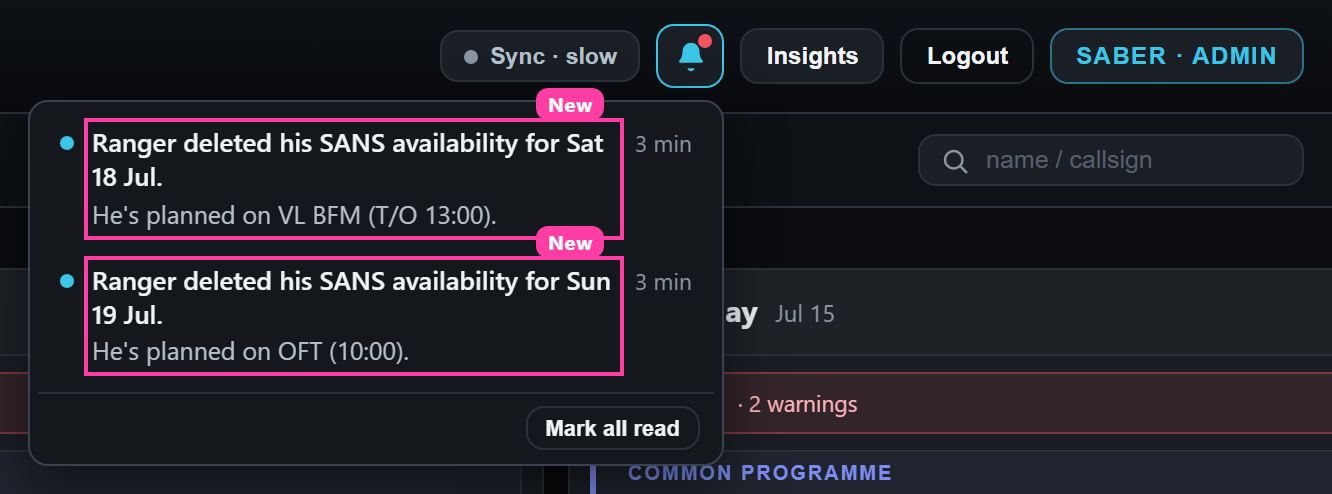 Sync · slow
Insights
Logout
SABER · ADMIN
New
Ranger deleted his SANS availability for Sat
18 Jul.
3 min
He's planned on VL BFM (T/O 13:00).
name / callsign
New
Ranger deleted his SANS availability for Sun
19 Jul.
3 min
He's planned on OFT (10:00).
ay Jul 15
· 2 warnings
Mark all read
COMMON PROGRAMME